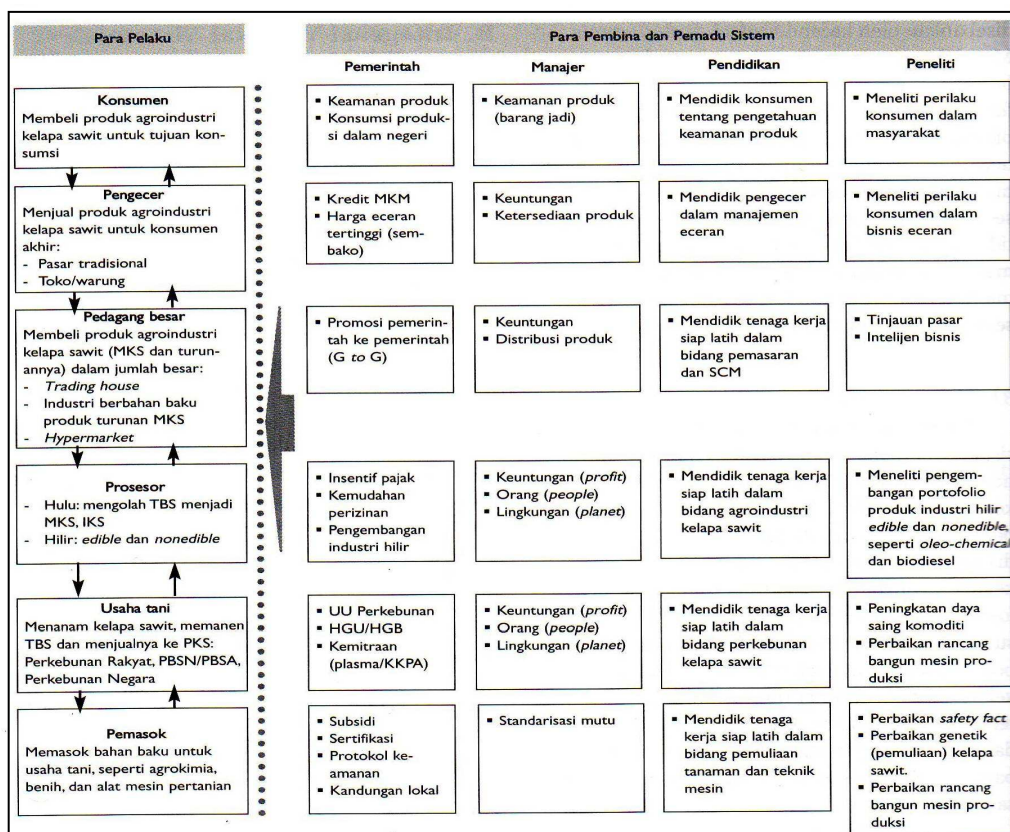 Para Pelaku
Para Pembina dan Pemadu Sistem
Pemerintah
Manajer
Pendidikan
Peneliti
Konsumen
Membeli produk agroindustri
kelapa sawit untuk tujuan kon-
sumsi
▪ Keamanan produk
▪ Konsumsi produk-
si dalam negeri
▪ Keamanan produk
(barang jadi)
▪ Mendidik konsumen
tentang pengetahuan
keamanan produk
▪ Meneliti perilaku
konsumen dalam
masyarakat
Pengecer
Menjual produk agroindustri
kelapa sawit untuk konsumen
akhir:
- Pasar tradisional
- Toko/warung
▪ Kredit MKM
▪ Harga eceran
tertinggi (sem-
bako)
▪ Keuntungan
▪ Ketersediaan produk
▪ Mendidik pengecer
dalam manajemen
eceran
▪ Meneliti perilaku
konsumen dalam
bisnis eceran
Pedagang besar
Membeli produk agroindustri
kelapa sawit (MKS dan turun-
annya) dalam jumlah besar:
- Trading house
- Industri berbahan baku
produk turunan MKS
- Hypermarket
▪ Promosi pemerin-
tah ke pemerintah
(G to G)
▪ Keuntungan
▪ Distribusi produk
▪ Mendidik tenaga kerja
siap latih dalam
bidang pemasaran
dan SCM
▪ Tinjauan pasar
▪ Intelijen bisnis
Prosesor
- Hulu: mengolah TBS menjadi
MKS, IKS
- Hilir: edible dan nonedible
▪ Insentif pajak
▪ Kemudahan
perizinan
▪ Pengembangan
industri hilir
▪ Keuntungan (profit)
▪ Orang (people)
▪ Lingkungan (planet)
▪ Mendidik tenaga kerja
siap latih dalam
bidang agroindustri
kelapa sawit
▪ Meneliti pengem-
bangan portofolio
produk industri hilir
edible dan nonedible,
seperti oleo-chemical
dan biodiesel
Usaha tani
Menanam kelapa sawit, memanen
TBS dan menjualnya ke PKS:
Perkebunan Rakyat, PBSN/PBSA,
Perkebunan Negara
▪ UU Perkebunan
▪ HGU/HGB
▪ Kemitraan
(plasma/KKPA)
▪ Keuntungan (profit)
▪ Orang (people)
▪ Lingkungan (planet)
▪ Mendidik tenaga kerja
siap latih dalam
bidang perkebunan
kelapa sawit
▪ Peningkatan daya
saing komoditi
▪ Perbaikan rancang
bangun mesin pro-
duksi
Pemasok
Memasok bahan baku untuk
usaha tani, seperti agrokimia,
benih, dan alat mesin pertanian
▪ Subsidi
▪ Sertifikasi
▪ Protokol ke-
amanan
▪ Kandungan lokal
▪ Standarisasi mutu
▪ Mendidik tenaga
kerja siap latih dalam
bidang pemuliaan
tanaman dan teknik
mesin
▪ Perbaikan safety fact
▪ Perbaikan genetik
(pemuliaan) kelapa
sawit.
▪ Perbaikan rancang
bangun mesin pro-
duksi